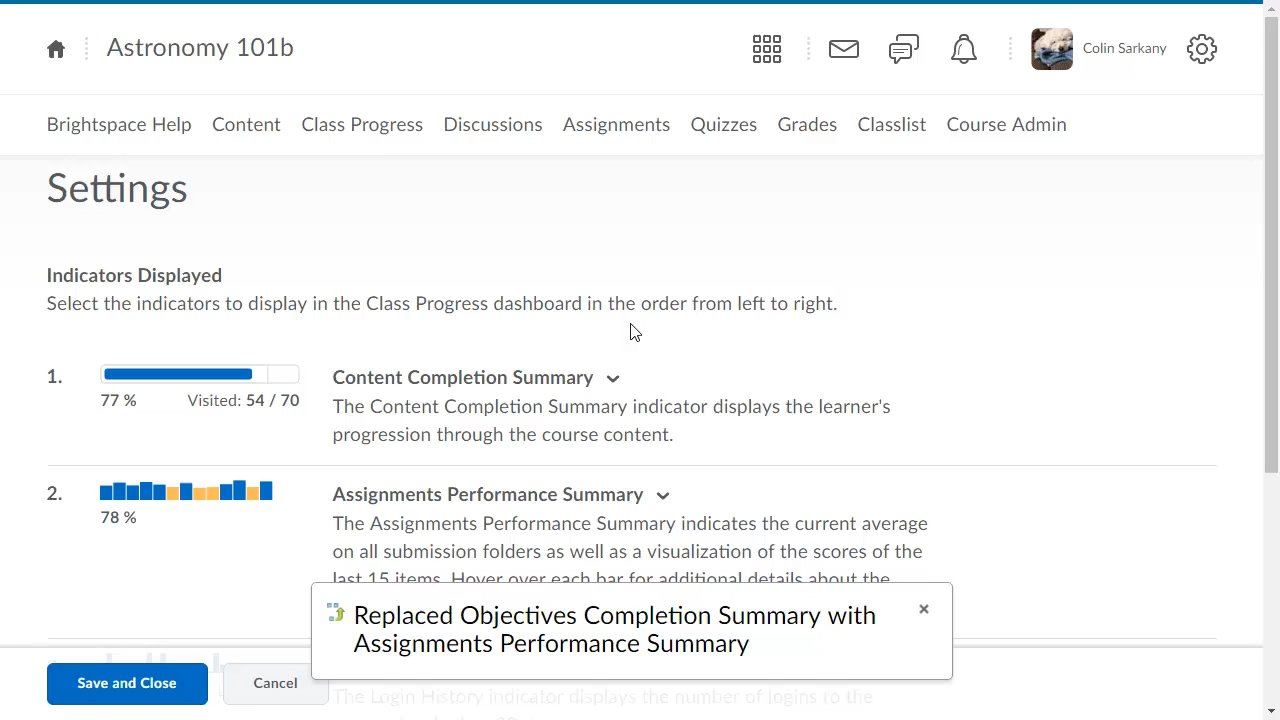 Astronomy 101b
Colin Sarkany
Brightspace Help Content Class Progress Discussions Assignments Quizzes Grades Classlist Course Admin
Settings
Indicators Displayed
Select the indicators to display in the Class Progress dashboard in the order from left to right.
1.
77 % Visited: 54 / 70
Content Completion Summary
The Content Completion Summary indicator displays the learner's
progression through the course content.
2.
78 %
Assignments Performance Summary
The Assignments Performance Summary indicates the current average
on all submission folders as well as a visualization of the scores of the
last 15 items. Hover over each bar for additional details about the
Replaced Objectives Completion Summary with
Assignments Performance Summary
Save and Close Cancel
The Login History indicator displays the number of logins to the